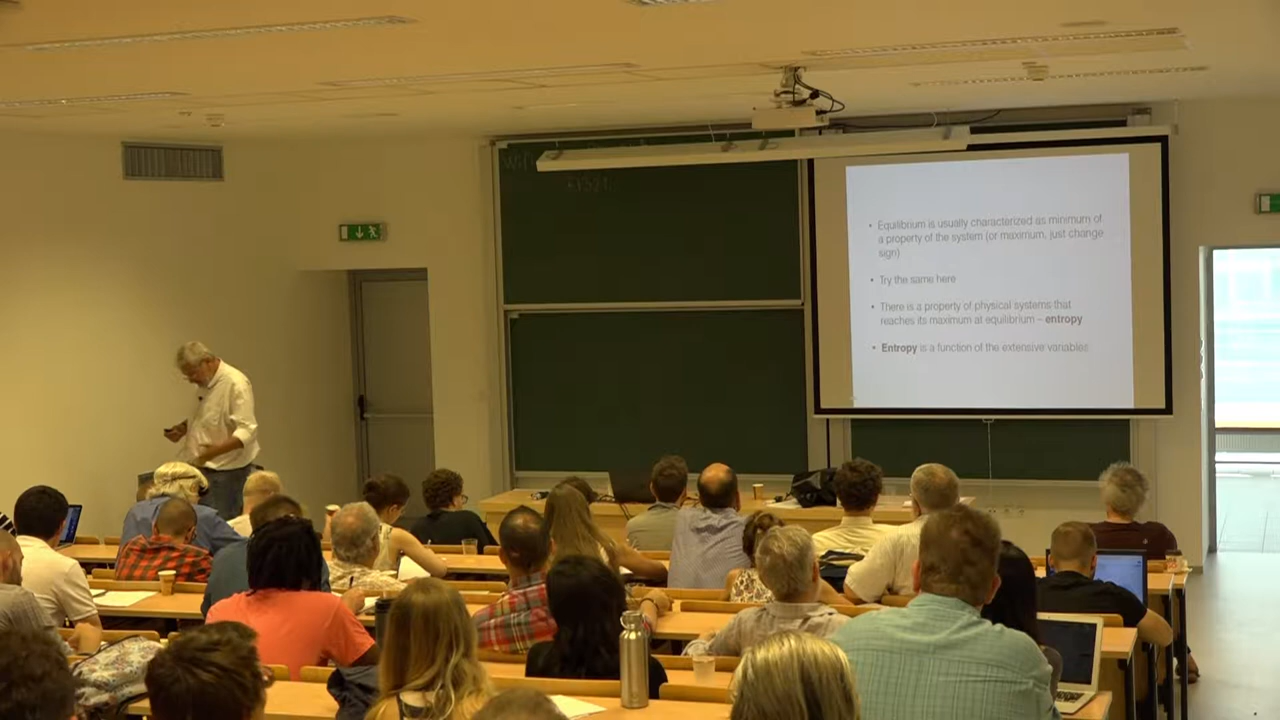 • Equilibrium is usually characterized as minimum of
a property of the system (or maximum, just change
sign)
• Try the same here
• There is a property of physical systems that
reaches its maximum at equilibrium – entropy
• Entropy is a function of the extensive variables